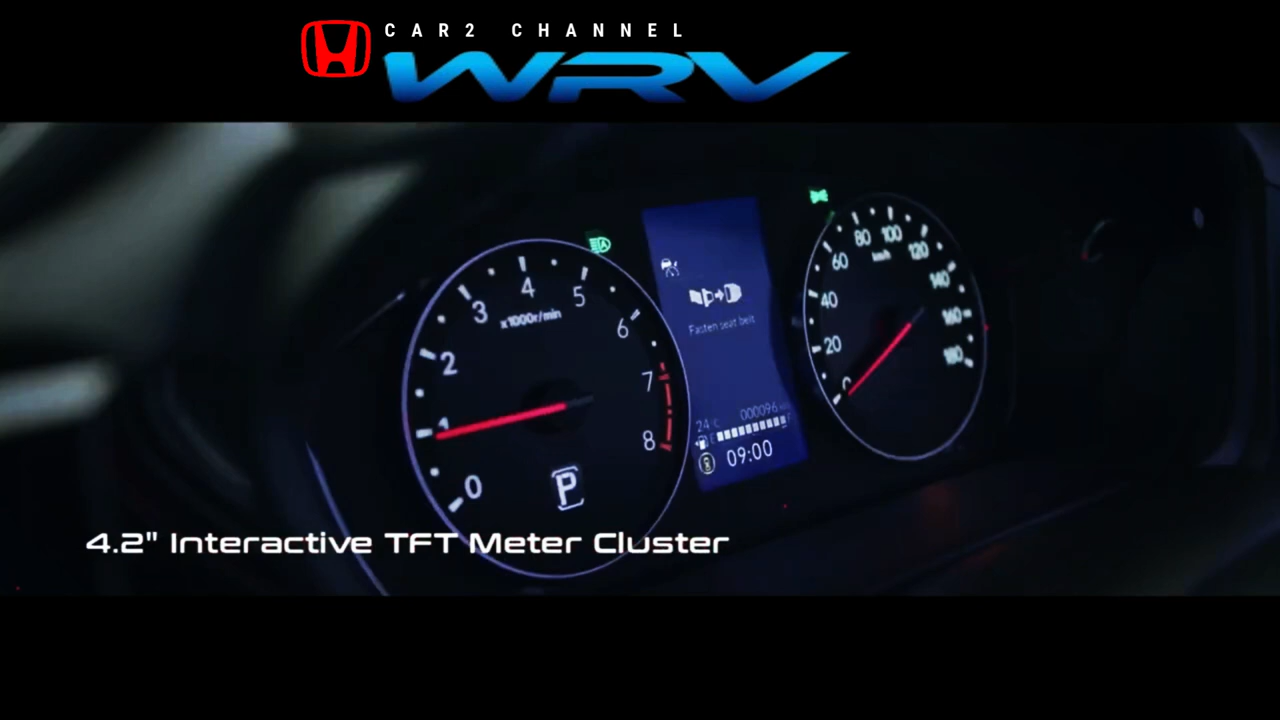 CAR2 CHANNEL
WRV
0
1
2
3
4
5
6
7
8
x1000r/min
P
Fasten seat belt
24°C
000096
E
09:00
0
20
40
60
80
100
120
140
160
180
km/h
4.2" Interactive TFT Meter Cluster